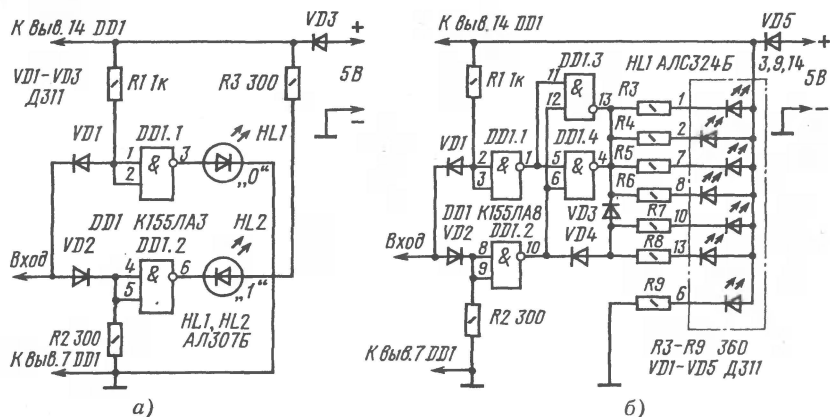 К выв. 14 DD1
VD3
+
R1 1к
R3 300
5В
-
VD1-VD3
Д311
VD1
DD1.1
HL1
1
2
&
3
„0“
DD1 К155ЛА3
HL2
VD2
DD1.2
Вход
4
5
&
6
„1“
HL1, HL2
АЛ307Б
R2 300
К выв.7 DD1
а)
К выв. 14 DD1
VD5
+
DD1.3
3,9,14
HL1 АЛС324Б
5В
-
R1 1к
11
12
&
13
R3
1
R4
2
VD1
DD1.1
DD1.4
2
3
&
1
5
6
&
4
R5
7
R6
8
DD1 К155ЛА8
VD2
DD1.2
VD3
VD4
R7
10
R8
13
Вход
8
9
&
10
R9
6
R2 300
R3-R9 360
VD1-VD5 Д311
К выв.7 DD1
б)